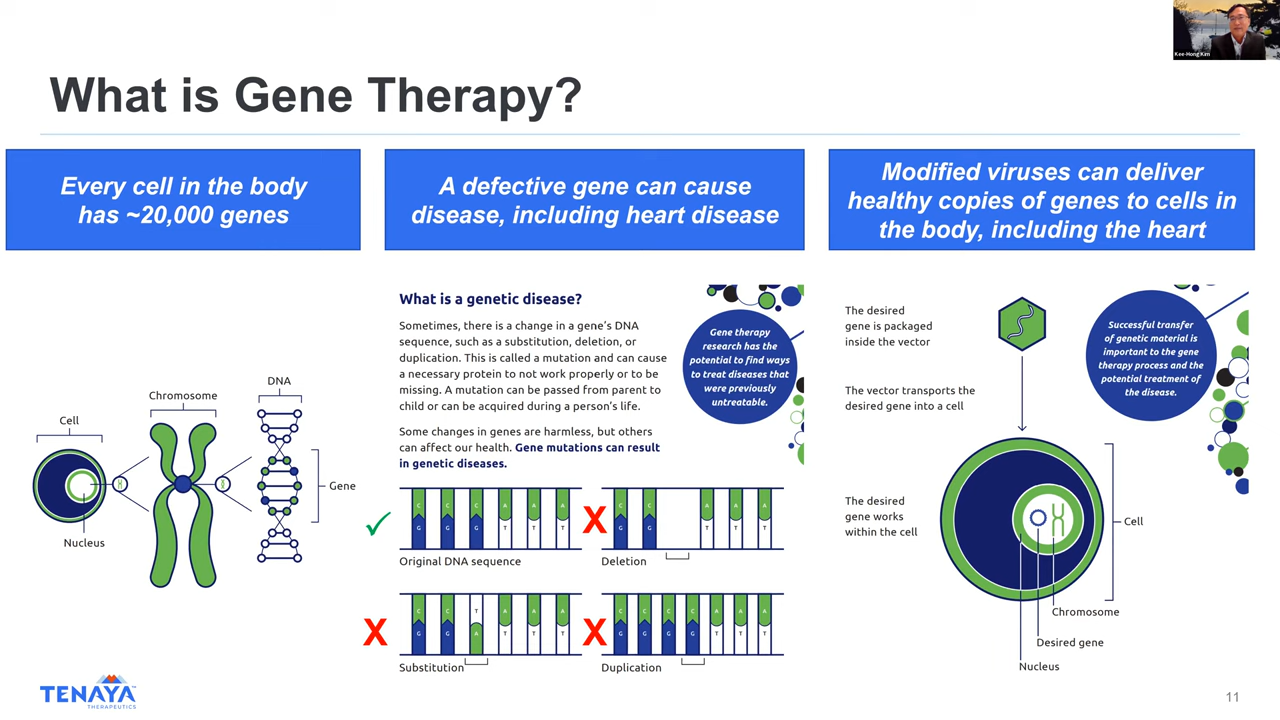 Kee-Hong Kim
What is Gene Therapy?
Every cell in the body
has ~20,000 genes
A defective gene can cause
disease, including heart disease
Modified viruses can deliver
healthy copies of genes to cells in
the body, including the heart
Cell
Nucleus
Chromosome
DNA
Gene
What is a genetic disease?
Sometimes, there is a change in a gene's DNA
sequence, such as a substitution, deletion, or
duplication. This is called a mutation and can cause
a necessary protein to not work properly or to be
missing. A mutation can be passed from parent to
child or can be acquired during a person's life.
Some changes in genes are harmless, but others
can affect our health. Gene mutations can result
in genetic diseases.
Gene therapy
research has the
potential to find ways
to treat diseases that
were previously
untreatable.
✓
C C C A A A
G G G T T T
Original DNA sequence
X
C C A A A
G G T T T
Deletion
X
C C T A A A
G G A T T T
Substitution
X
C C C C A A A
G G G G T T T
Duplication
The desired
gene is packaged
inside the vector
The vector transports the
desired gene into a cell
The desired
gene works
within the cell
Successful transfer
of genetic material is
important to the gene
therapy process and the
potential treatment of
the disease.
Cell
Chromosome
Desired gene
Nucleus
TENAYA
THERAPEUTICS
11